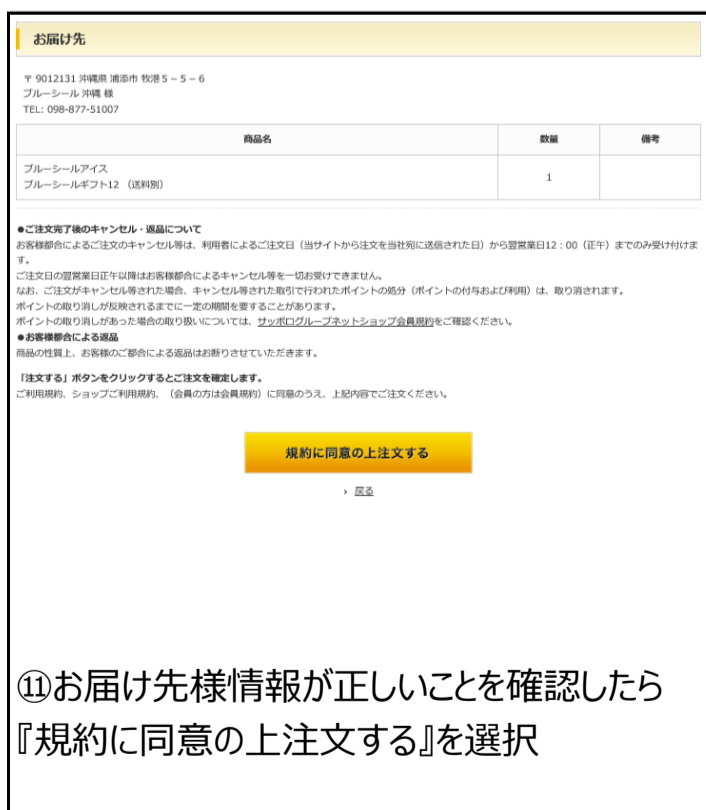 お届け先
〒 9012131 沖縄県 浦添市 牧港５－５－６
ブルーシール 沖縄 様
TEL: 098-877-51007
商品名 数量 備考
ブルーシールアイス
ブルーシールギフト12 （送料別）
1
●ご注文完了後のキャンセル・返品について
お客様都合によるご注文のキャンセル等は、利用者によるご注文日（当サイトから注文を当社宛に送信された日）から翌営業日12：00（正午）までのみ受け付けま
す。
ご注文日の翌営業日正午以降はお客様都合によるキャンセル等を一切お受けできません。
なお、ご注文がキャンセル等された場合、キャンセル等された取引で行われたポイントの処分（ポイントの付与および利用）は、取り消されます。
ポイントの取り消しが反映されるまでに一定の期間を要することがあります。
ポイントの取り消しがあった場合の取り扱いについては、サッポログループネットショップ会員規約をご確認ください。
●お客様都合による返品
商品の性質上、お客様のご都合による返品はお断りさせていただきます。
「注文する」ボタンをクリックするとご注文を確定します。
ご利用規約、ショップご利用規約、（会員の方は会員規約）に同意のうえ、上記内容でご注文ください。
規約に同意の上注文する
› 戻る
⑪お届け先様情報が正しいことを確認したら
『規約に同意の上注文する』を選択